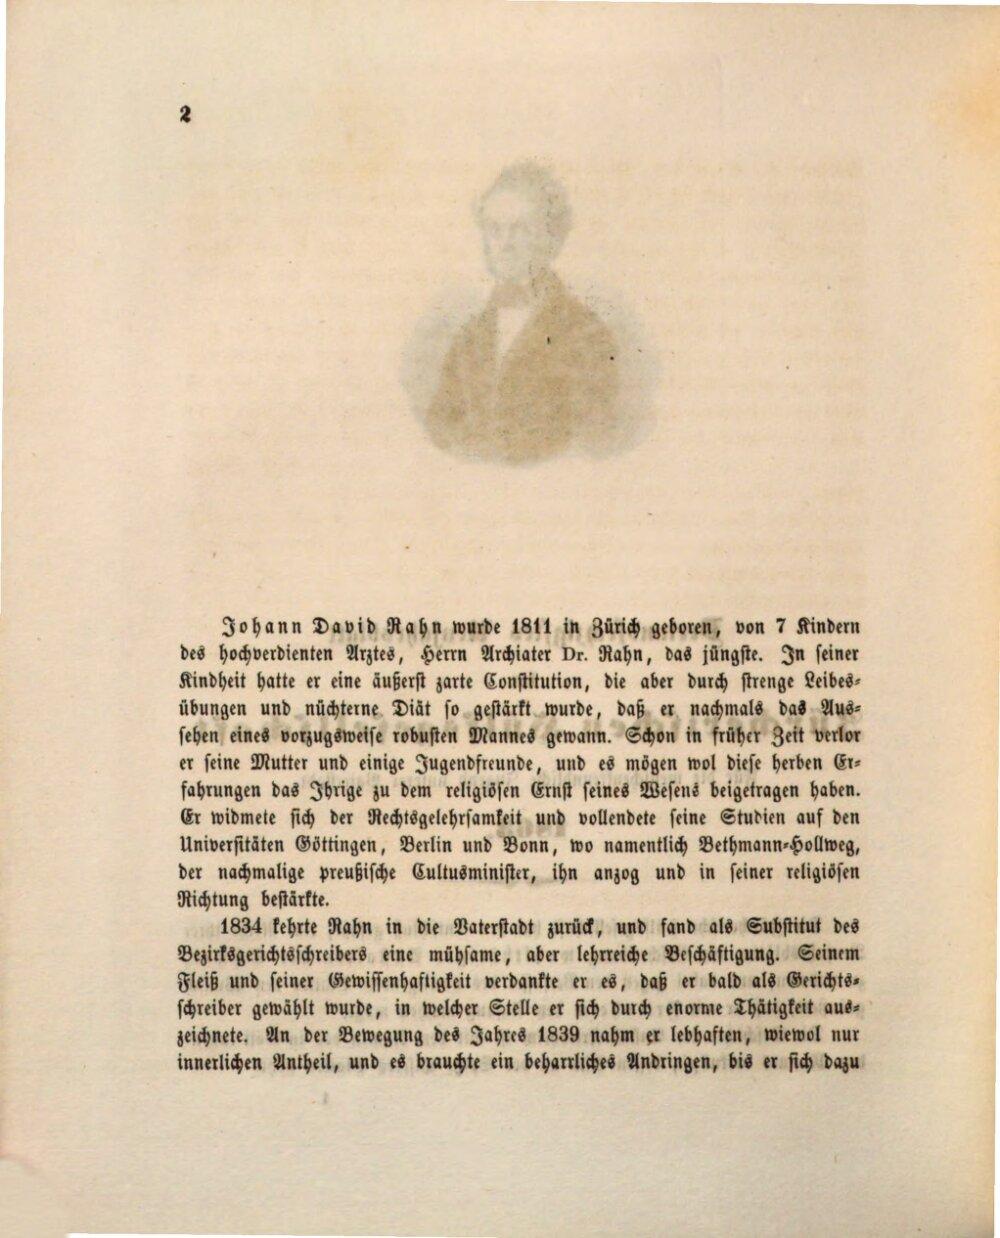 2
Johann David Rahn wurde 1811 in Zürich geboren, von 7 Kindern
des hochverdienten Arztes, Herrn Archiater Dr. Rahn, das jüngste. In seiner
Kindheit hatte er eine äußerst zarte Constitution, die aber durch strenge Leibes-
übungen und nüchterne Diät so gestärkt wurde, daß er nachmals das Aus-
sehen eines vorzugsweise robusten Mannes gewann. Schon in früher Zeit verlor
er seine Mutter und einige Jugendfreunde, und es mögen wol diese herben Er-
fahrungen das Ihrige zu dem religiösen Ernst seines Wesens beigetragen haben.
Er widmete sich der Rechtsgelehrsamkeit und vollendete seine Studien auf den
Universitäten Göttingen, Berlin und Bonn, wo namentlich Bethmann-Hollweg,
der nachmalige preußische Cultusminister, ihn anzog und in seiner religiösen
Richtung bestärkte.
1834 kehrte Rahn in die Vaterstadt zurück, und fand als Substitut des
Bezirksgerichtsschreibers eine mühsame, aber lehrreiche Beschäftigung. Seinem
Fleiß und seiner Gewissenhaftigkeit verdankte er es, daß er bald als Gerichts-
schreiber gewählt wurde, in welcher Stelle er sich durch enorme Thätigkeit aus-
zeichnete. An der Bewegung des Jahres 1839 nahm er lebhaften, wiewol nur
innerlichen Antheil, und es brauchte ein beharrliches Andringen, bis er sich dazu